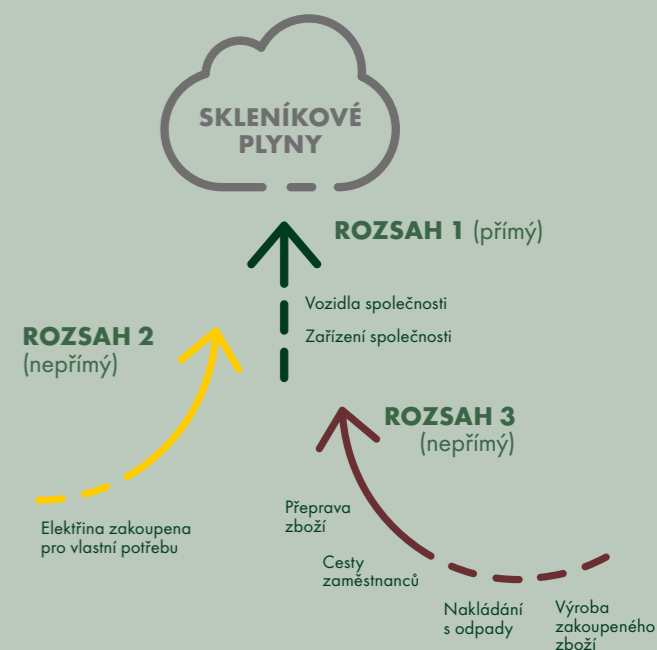 SKLENÍKOVÉ
PLYNY
ROZSAH 1 (přímý)
Vozidla společnosti
Zařízení společnosti
ROZSAH 2
(nepřímý)
Elektřina zakoupena
pro vlastní potřebu
ROZSAH 3
(nepřímý)
Přeprava
zboží
Cesty
zaměstnanců
Nakládání
s odpady
Výroba
zakoupeného
zboží